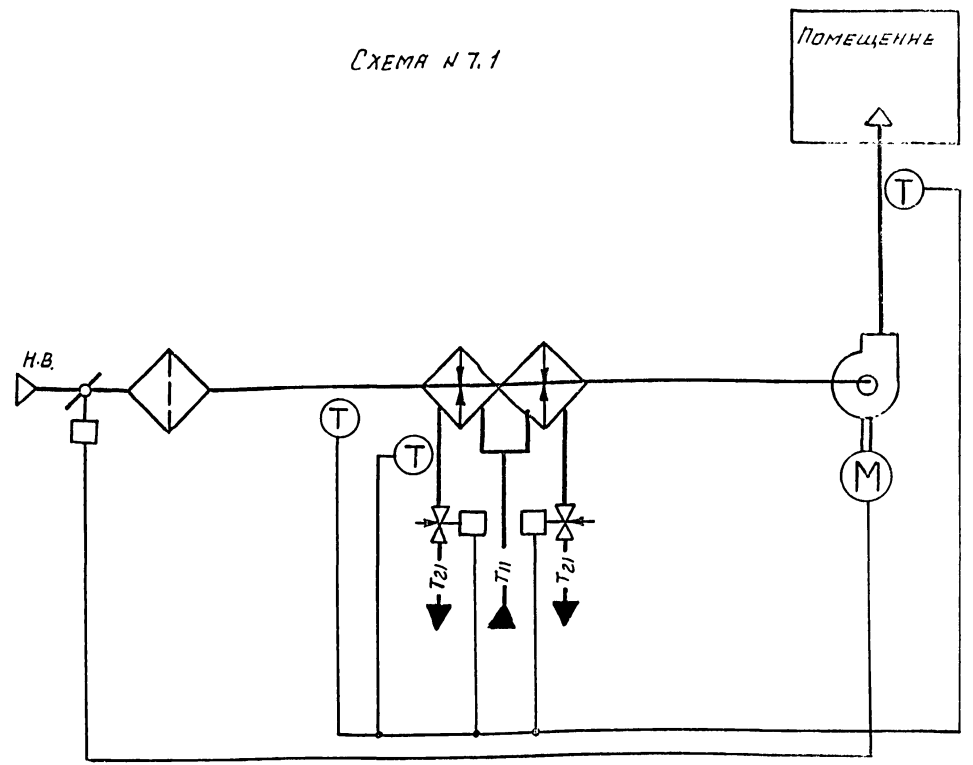 Схема N 7.1
Помещение
Т
Н.В.
Т
Т
М
Т21
Т11
Т21